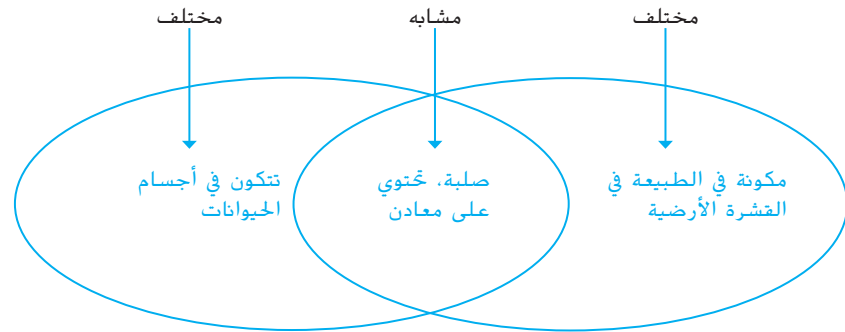 مختلف
مشابه
مختلف
مكونة في الطبيعة في
القشرة الأرضية
صلبة، تحتوي
على معادن
تتكون في أجسام
الحيوانات